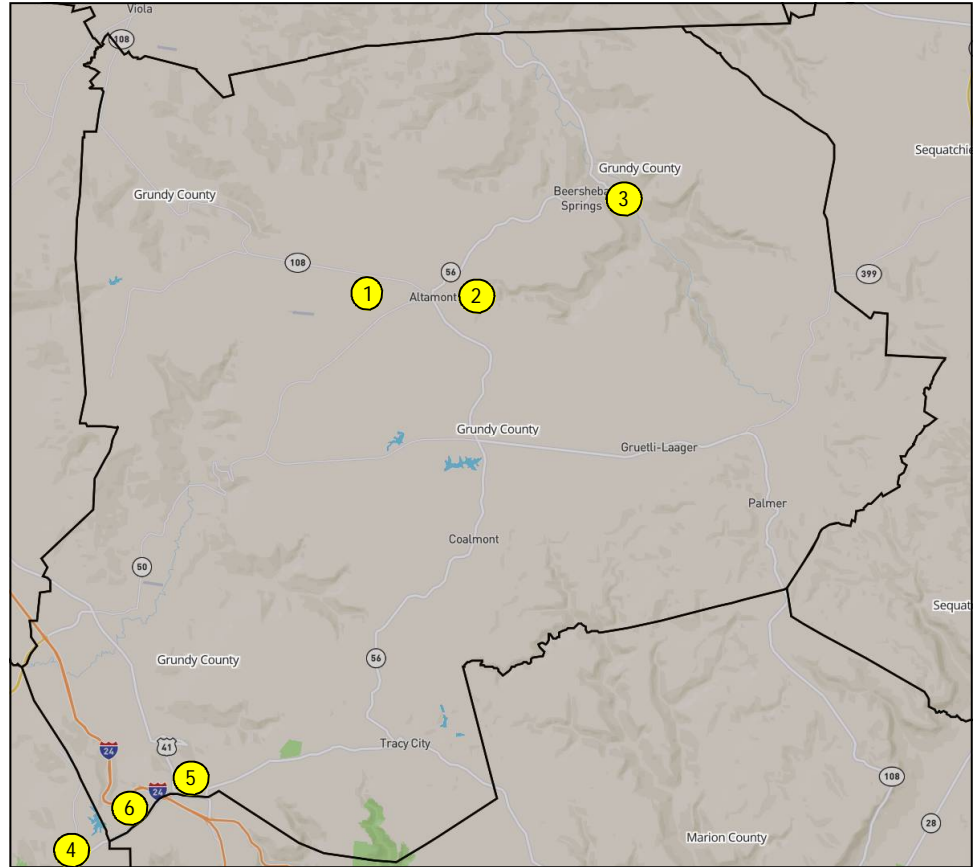 Viola
108
Sequatchie
Grundy County
Grundy County
Beersheba
Springs
3
108
56
399
1
Altamont
2
Grundy County
Gruetli-Laager
Palmer
Coalmont
50
Sequat
Grundy County
56
41
Tracy City
24
5
24
108
6
28
Marion County
4